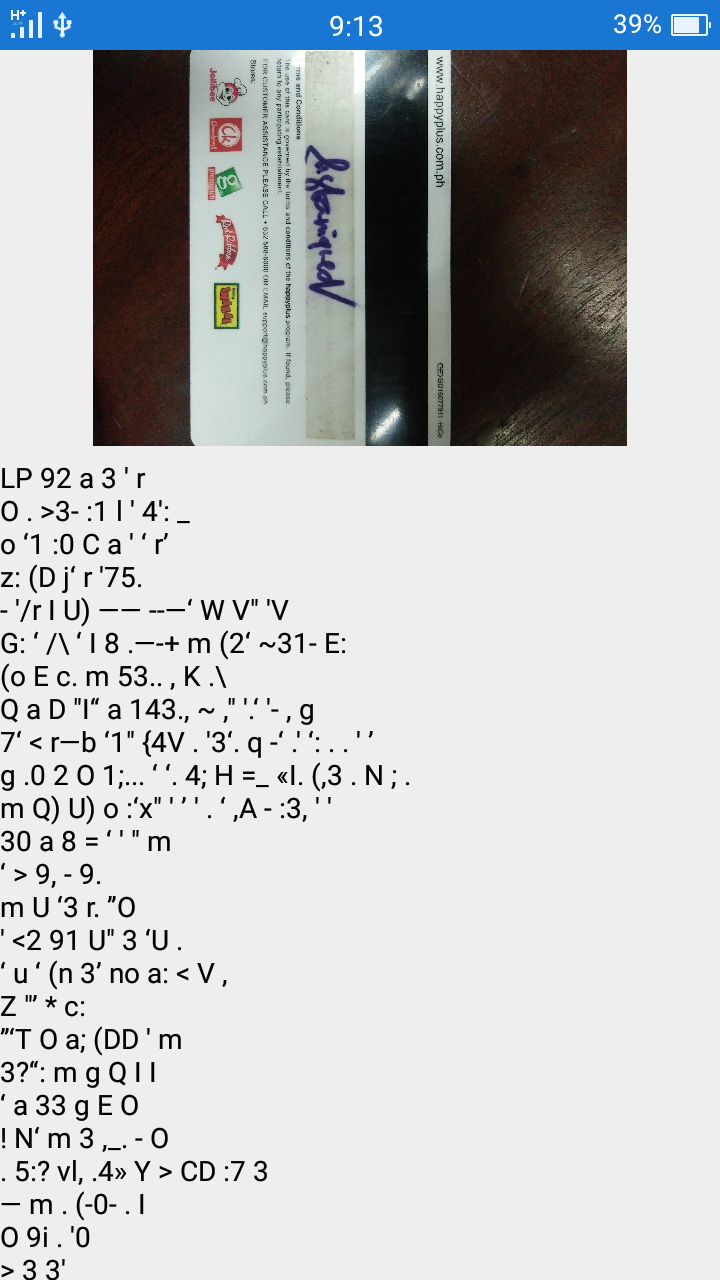 9:13
39%
www.happyplus.com.ph
Terms and Conditions
The use of this card is governed by the terms and conditions of the happyplus program. If found, please
return to any participating establishment.
FOR CUSTOMER ASSISTANCE PLEASE CALL + 632 588-8000 OR EMAIL support@happyplus.com.ph
Stores:
Jollibee
Chowking
greenwich
Red Ribbon
LP 92 a 3 ' r
O . >3- :1 l ' 4': _
o ‘1 :0 C a ' ‘ r’
z: (D j‘ r '75.
- '/r I U) —— --—‘ W V" 'V
G: ‘ /\ ‘ I 8 .—-+ m (2‘ ~31- E:
(o E c. m 53.. , K .\
Q a D "I“ a 143., ~ ," '.‘ '- , g
7‘ < r—b ‘1" {4V . '3‘. q -‘ .' ‘: . . ' ’
g .0 2 O 1;... ‘ ‘. 4; H =_ «I. (,3 . N ; .
m Q) U) o :‘x" ' ’ ' . ‘ ,A - :3, ' '
30 a 8 = ‘ ' " m
‘ > 9, - 9.
m U ‘3 r. ”O
' <2 91 U" 3 ‘U .
‘ u ‘ (n 3’ no a: < V ,
Z "’ * c:
”‘T O a; (DD ' m
3?“: m g Q I I
‘ a 33 g E O
! N‘ m 3 ,_. - O
. 5:? vl, .4» Y > CD :7 3
— m . (-0- . I
O 9i . '0
> 3 3'